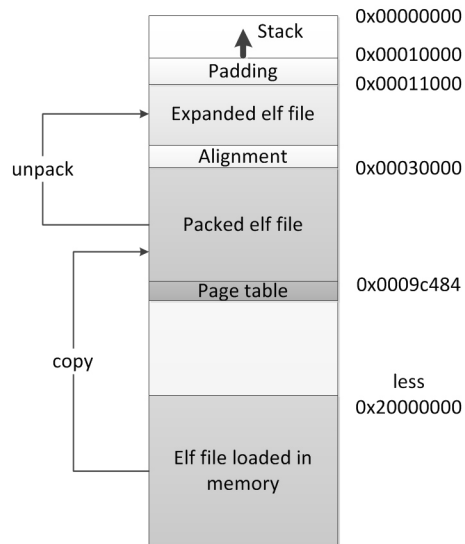 0x00000000
Stack
0x00010000
Padding
0x00011000
Expanded elf file
Alignment
unpack
0x00030000
Packed elf file
Page table
0x0009c484
copy
less
0x20000000
Elf file loaded in
memory